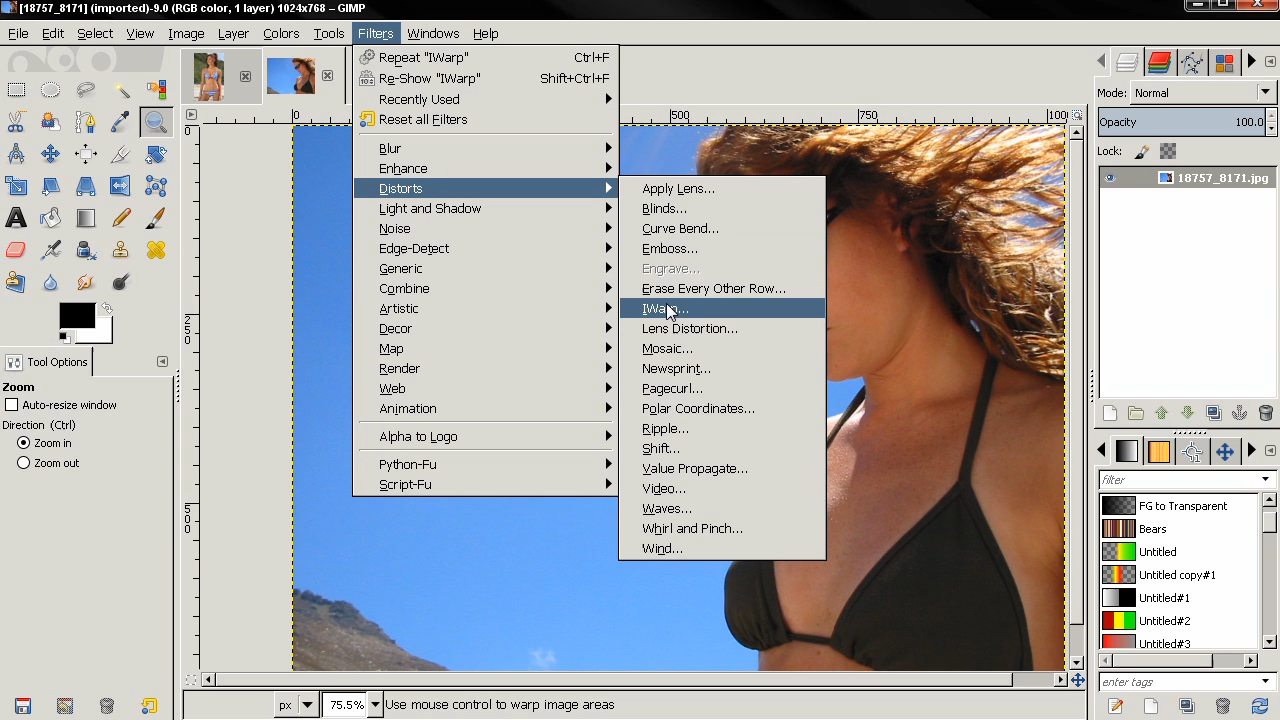 [18757_8171] (imported)-9.0 (RGB color, 1 layer) 1024x768 – GIMP
File Edit Select View Image Layer Colors Tools Filters Windows Help
Repeat "IWarp" Ctrl+F
Re-Show "IWarp" Shift+Ctrl+F
Recently Used
Reset all Filters
Blur
Enhance
Distorts
Light and Shadow
Noise
Edge-Detect
Generic
Combine
Artistic
Decor
Map
Render
Web
Animation
Alpha to Logo
Python-Fu
Script-Fu
Apply Lens...
Blinds...
Curve Bend...
Emboss...
Engrave...
Erase Every Other Row...
IWarp...
Lens Distortion...
Mosaic...
Newsprint...
Pagecurl...
Polar Coordinates...
Ripple...
Shift...
Value Propagate...
Video...
Waves...
Whirl and Pinch...
Wind...
0 500 750 100
0
250
500
Tool Options
Zoom
Auto-resize window
Direction (Ctrl)
Zoom in
Zoom out
px 75.5% Use mouse control to warp image areas
Mode: Normal
Opacity 100.0
Lock:
18757_8171.jpg
filter
FG to Transparent
Bears
Untitled
Untitled copy#1
Untitled#1
Untitled#2
Untitled#3
enter tags